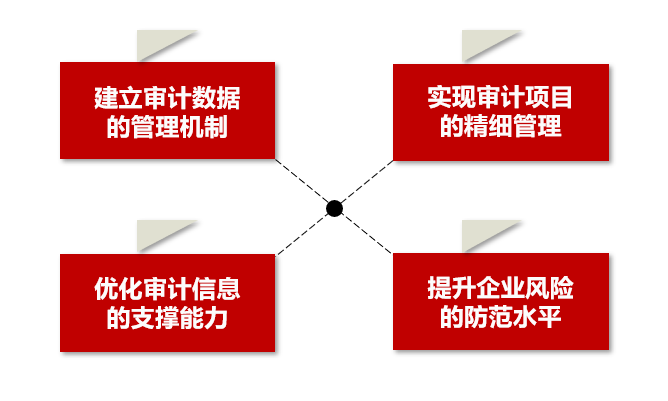 建立审计数据
的管理机制
实现审计项目
的精细管理
优化审计信息
的支撑能力
提升企业风险
的防范水平